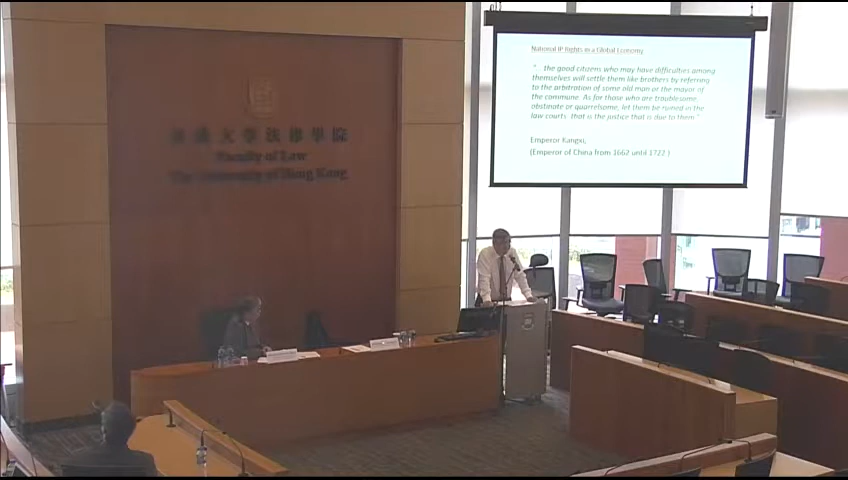 National IP Rights in a Global Economy
" the good citizens who may have difficulties among
themselves will settle them like brothers by referring
to the arbitration of some old man or the mayor of
the commune. As for those who are troublesome,
obstinate or quarrelsome, let them be ruined in the
law courts that is the justice that is due to them."
Emperor Kangxi,
(Emperor of China from 1662 until 1722 )
香港大學法律學院
Faculty of Law
The University of Hong Kong